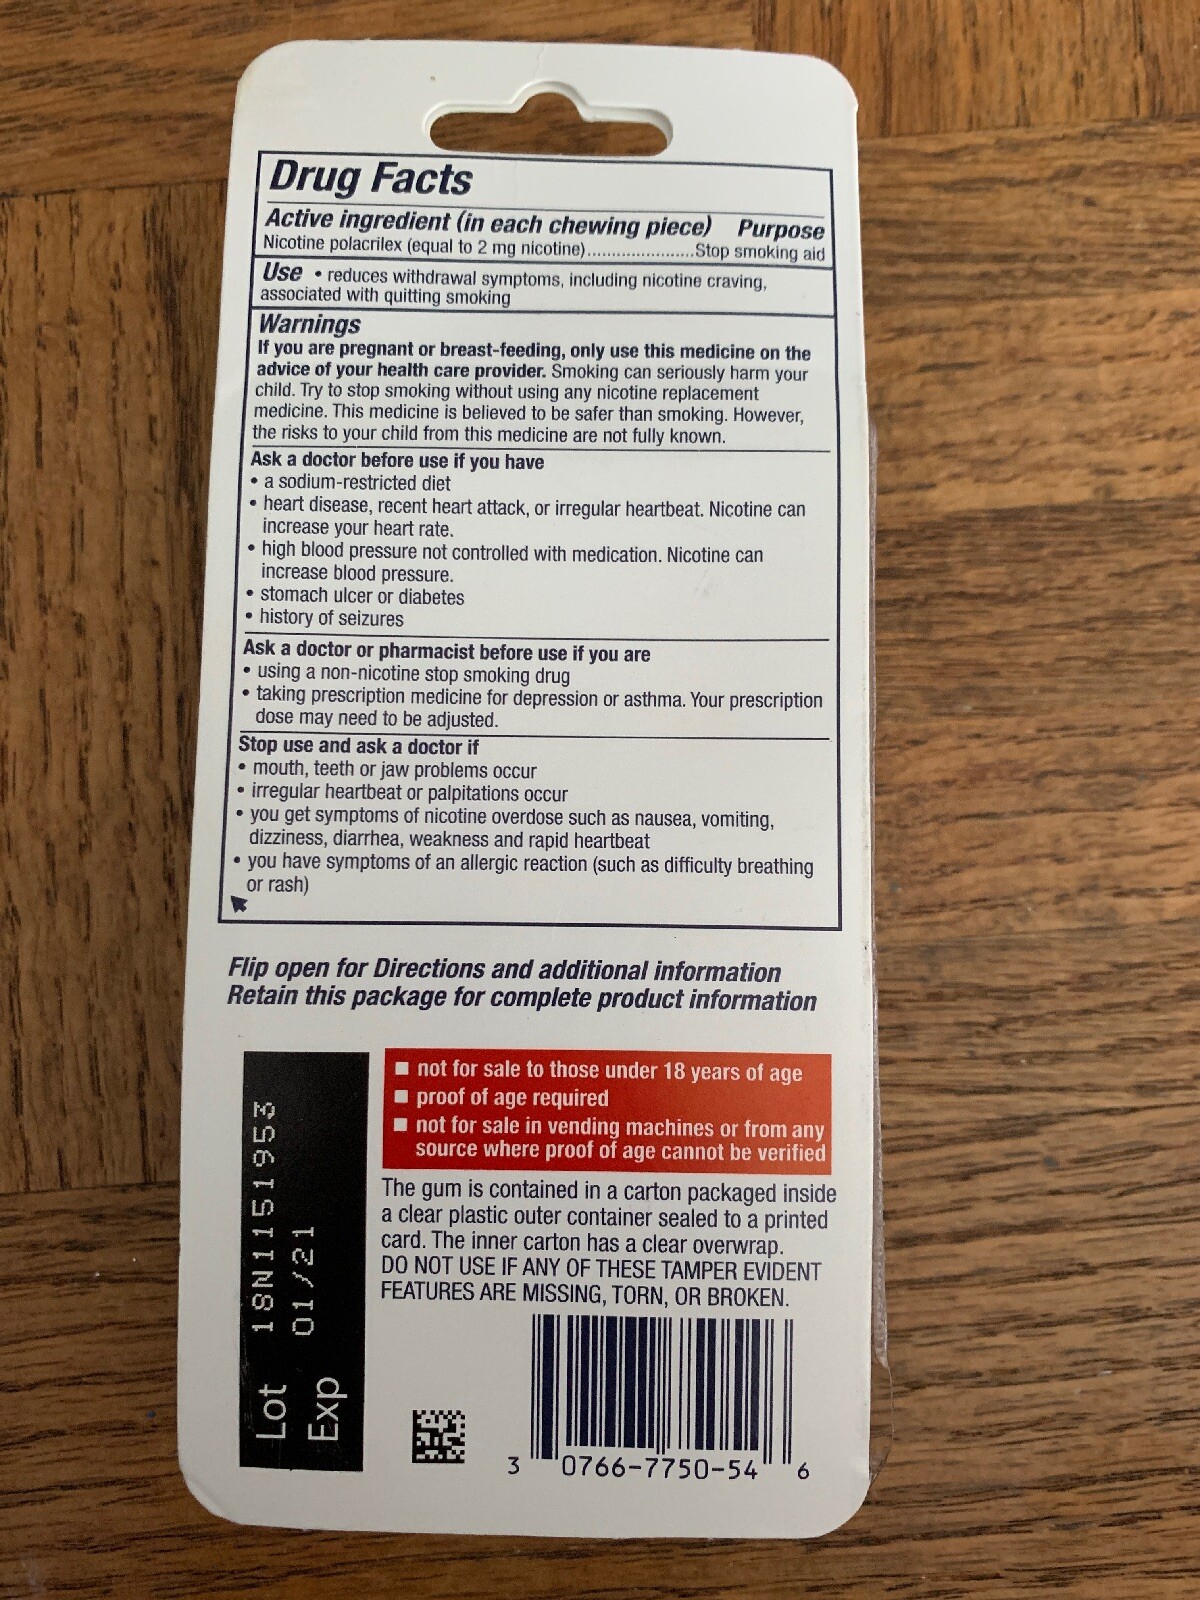 Drug Facts
Active ingredient (in each chewing piece) Purpose
Nicotine polacrilex (equal to 2 mg nicotine)......................Stop smoking aid
Use • reduces withdrawal symptoms, including nicotine craving,
associated with quitting smoking
Warnings
If you are pregnant or breast-feeding, only use this medicine on the
advice of your health care provider. Smoking can seriously harm your
child. Try to stop smoking without using any nicotine replacement
medicine. This medicine is believed to be safer than smoking. However,
the risks to your child from this medicine are not fully known.
Ask a doctor before use if you have
• a sodium-restricted diet
• heart disease, recent heart attack, or irregular heartbeat. Nicotine can
increase your heart rate.
• high blood pressure not controlled with medication. Nicotine can
increase blood pressure.
• stomach ulcer or diabetes
• history of seizures
Ask a doctor or pharmacist before use if you are
• using a non-nicotine stop smoking drug
• taking prescription medicine for depression or asthma. Your prescription
dose may need to be adjusted.
Stop use and ask a doctor if
• mouth, teeth or jaw problems occur
• irregular heartbeat or palpitations occur
• you get symptoms of nicotine overdose such as nausea, vomiting,
dizziness, diarrhea, weakness and rapid heartbeat
• you have symptoms of an allergic reaction (such as difficulty breathing
or rash)
Flip open for Directions and additional information
Retain this package for complete product information
■ not for sale to those under 18 years of age
■ proof of age required
■ not for sale in vending machines or from any
source where proof of age cannot be verified
The gum is contained in a carton packaged inside
a clear plastic outer container sealed to a printed
card. The inner carton has a clear overwrap.
DO NOT USE IF ANY OF THESE TAMPER EVIDENT
FEATURES ARE MISSING, TORN, OR BROKEN.
Lot 18N1151953
Exp 01/21
3 0766-7750-54 6